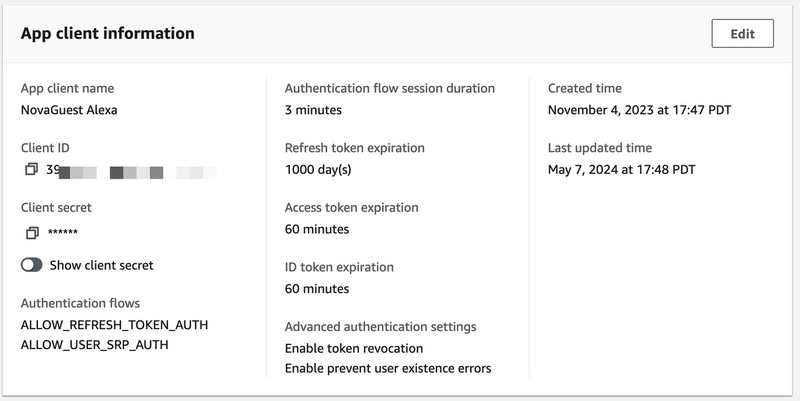 App client information
Edit
App client name
NovaGuest Alexa
Client ID
39
Client secret
******
Show client secret
Authentication flows
ALLOW_REFRESH_TOKEN_AUTH
ALLOW_USER_SRP_AUTH
Authentication flow session duration
3 minutes
Refresh token expiration
1000 day(s)
Access token expiration
60 minutes
ID token expiration
60 minutes
Advanced authentication settings
Enable token revocation
Enable prevent user existence errors
Created time
November 4, 2023 at 17:47 PDT
Last updated time
May 7, 2024 at 17:48 PDT